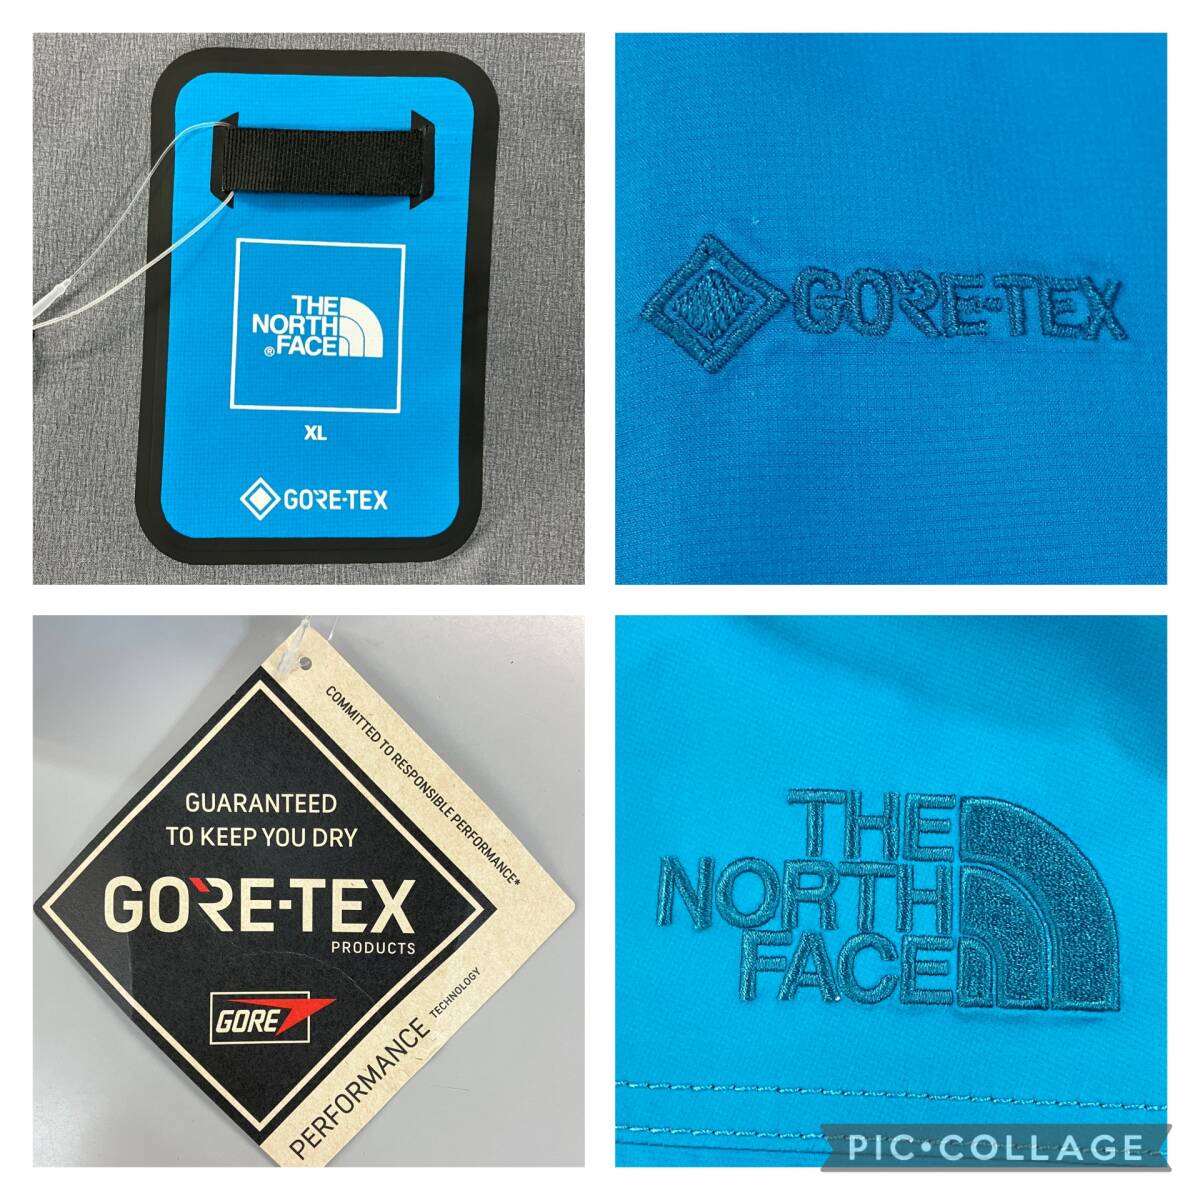 THE
NORTH
FACE
®
XL
GORE-TEX
GORE-TEX
COMMITTED TO RESPONSIBLE PERFORMANCE*
GUARANTEED
TO KEEP YOU DRY
GORE-TEX
PRODUCTS
GORE
PERFORMANCE TECHNOLOGY
THE
NORTH
FACE
PIC•COLLAGE